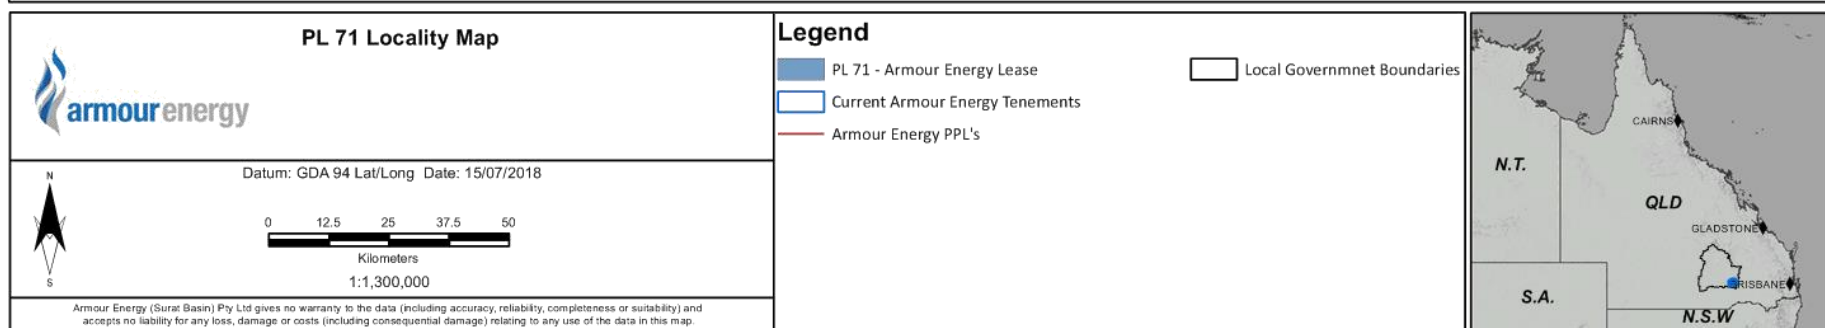 PL 71 Locality Map
armourenergy
N
S
Datum: GDA 94 Lat/Long Date: 15/07/2018
0 12.5 25 37.5 50
Kilometers
1:1,300,000
Armour Energy (Surat Basin) Pty Ltd gives no warranty to the data (including accuracy, reliability, completeness or suitability) and
accepts no liability for any loss, damage or costs (including consequential damage) relating to any use of the data in this map.
Legend
PL 71 - Armour Energy Lease
Current Armour Energy Tenements
Armour Energy PPL's
Local Governmnet Boundaries
CAIRNS
N.T.
QLD
GLADSTONE
RISBANE
S.A.
N.S.W